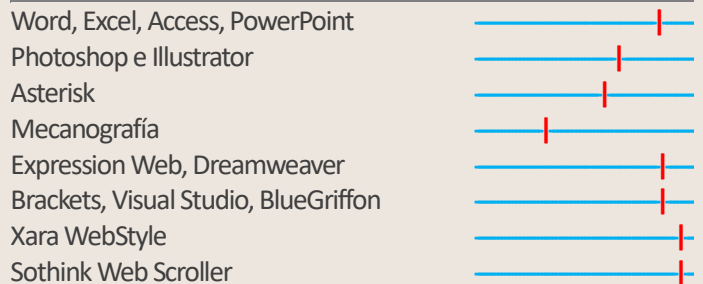 Word, Excel, Access, PowerPoint
Photoshop e Illustrator
Asterisk
Mecanografía
Expression Web, Dreamweaver
Brackets, Visual Studio, BlueGriffon
Xara WebStyle
Sothink Web Scroller